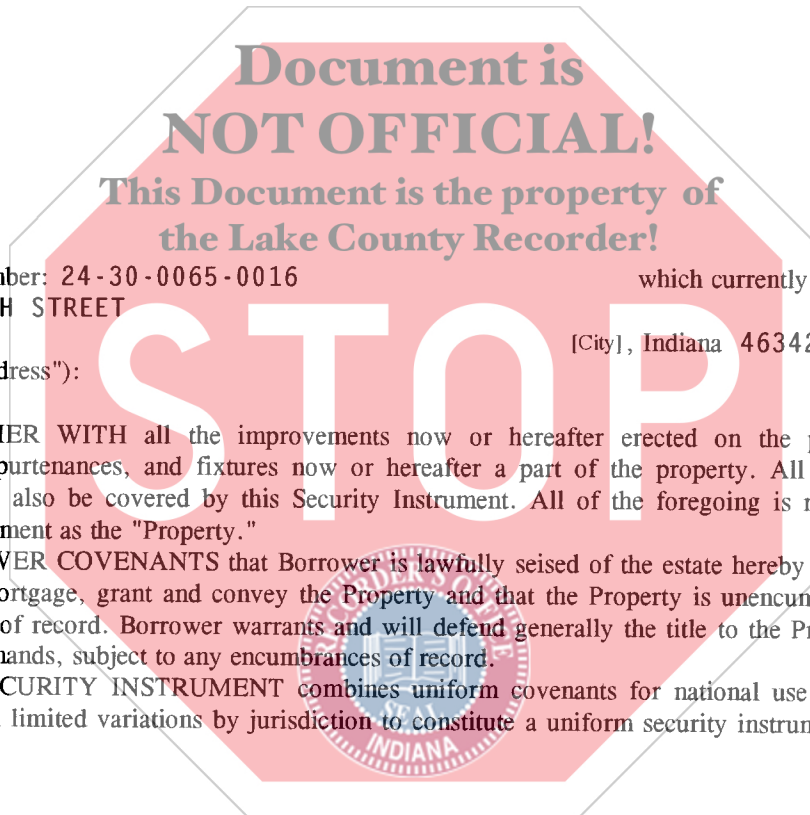 Document is
NOT OFFICIAL!
This Document is the property of
the Lake County Recorder!
nber: 24-30-0065-0016 which currently
H STREET
[City], Indiana 46342
dress"):
STOP
IER WITH all the improvements now or hereafter erected on the p
purtenances, and fixtures now or hereafter a part of the property. All
also be covered by this Security Instrument. All of the foregoing is r
ment as the "Property."
VER COVENANTS that Borrower is lawfully seised of the estate hereby
ortgage, grant and convey the Property and that the Property is unencun
of record. Borrower warrants and will defend generally the title to the Pr
nands, subject to any encumbrances of record.
CURITY INSTRUMENT combines uniform covenants for national use
limited variations by jurisdiction to constitute a uniform security instrun
RECORDER'S OFFICE
SEAL
INDIANA